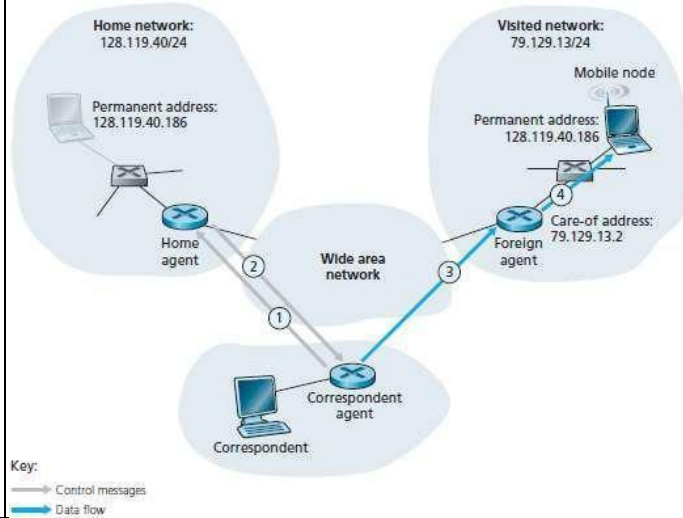 Home network:
128.119.40/24
Visited network:
79.129.13/24
Mobile node
Permanent address:
128.119.40.186
Permanent address:
128.119.40.186
4
Home
agent
2
Wide area
network
3
Foreign
agent
Care-of address:
79.129.13.2
1
Correspondent
agent
Correspondent
Key:
Control messages
Data flow